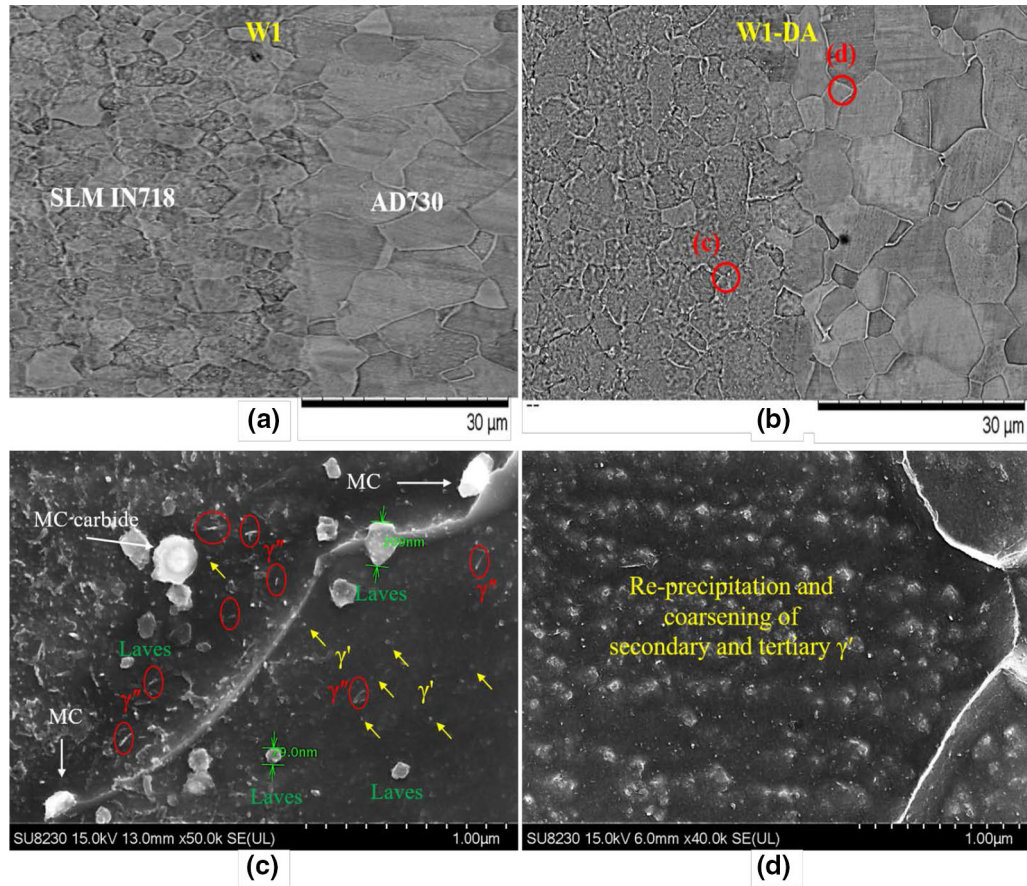 W1
SLM IN718
AD730
30 µm
(a)
W1-DA
(d)
(c)
--
30 µm
(b)
MC
MC carbide
γ″
Laves
γ″
Laves
γ'
γ″
γ″
γ'
MC
9.0nm
Laves
Laves
SU8230 15.0kV 13.0mm x50.0k SE(UL)
1.00µm
(c)
Re-precipitation and
coarsening of
secondary and tertiary γ'
SU8230 15.0kV 6.0mm x40.0k SE(UL)
1.00µm
(d)